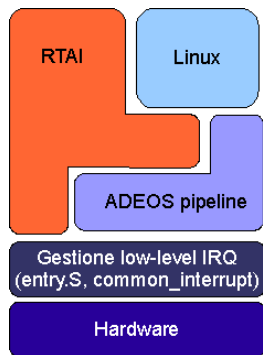 RTAI
Linux
ADEOS pipeline
Gestione low-level IRQ
(entry.S, common_interrupt)
Hardware